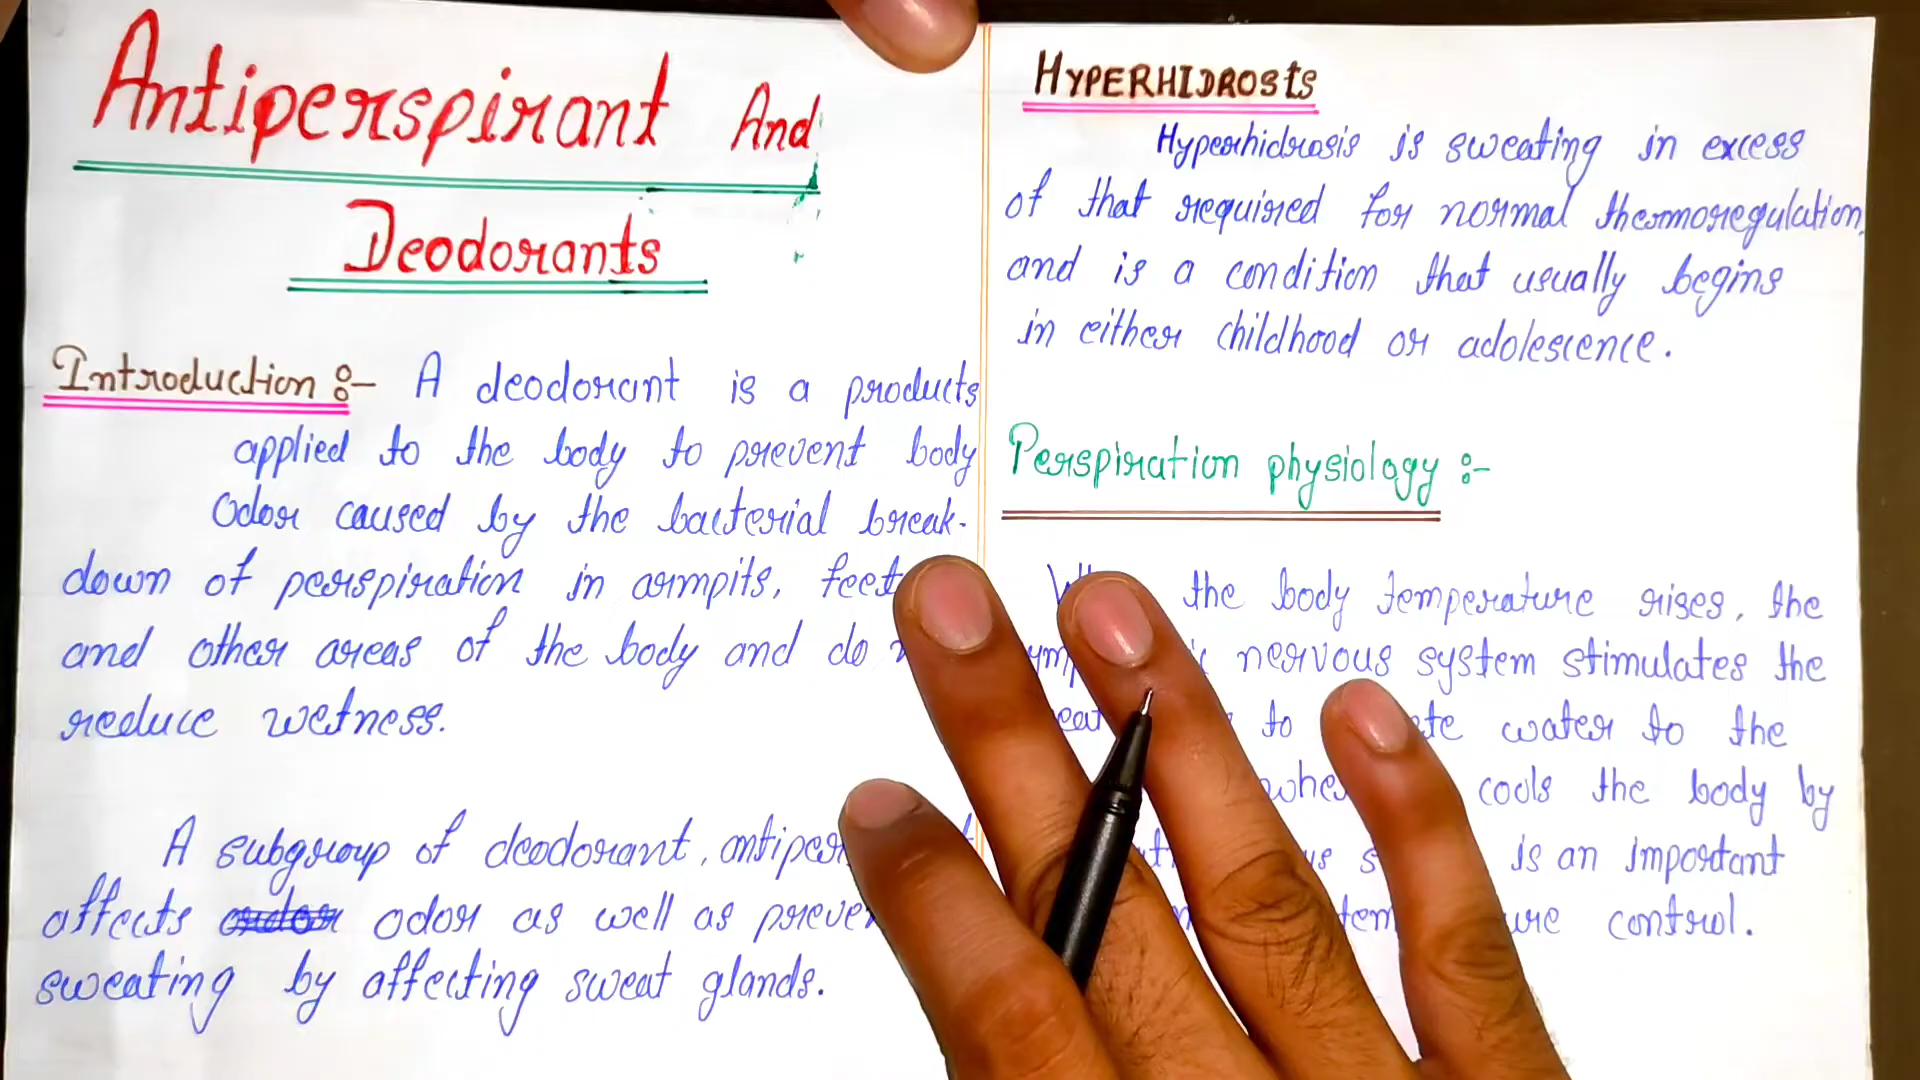 Antiperspirant And
Deodorants
Introduction :- A deodorant is a products
applied to the body to prevent body
Odor caused by the bacterial break-
down of perspiration in armpits, feet
and other areas of the body and do
reduce wetness.
A subgroup of deodorant, antiper
affects odor as well as preve
sweating by affecting sweat glands.
HYPERHIDROSIS
Hyperhidrosis is sweating in excess
of that required for normal thermoregulation,
and is a condition that usually begins
in either childhood or adolescence.
Perspiration physiology :-
the body temperature rises, the
nervous system stimulates the
to water to the
cools the body by
is an important
control.